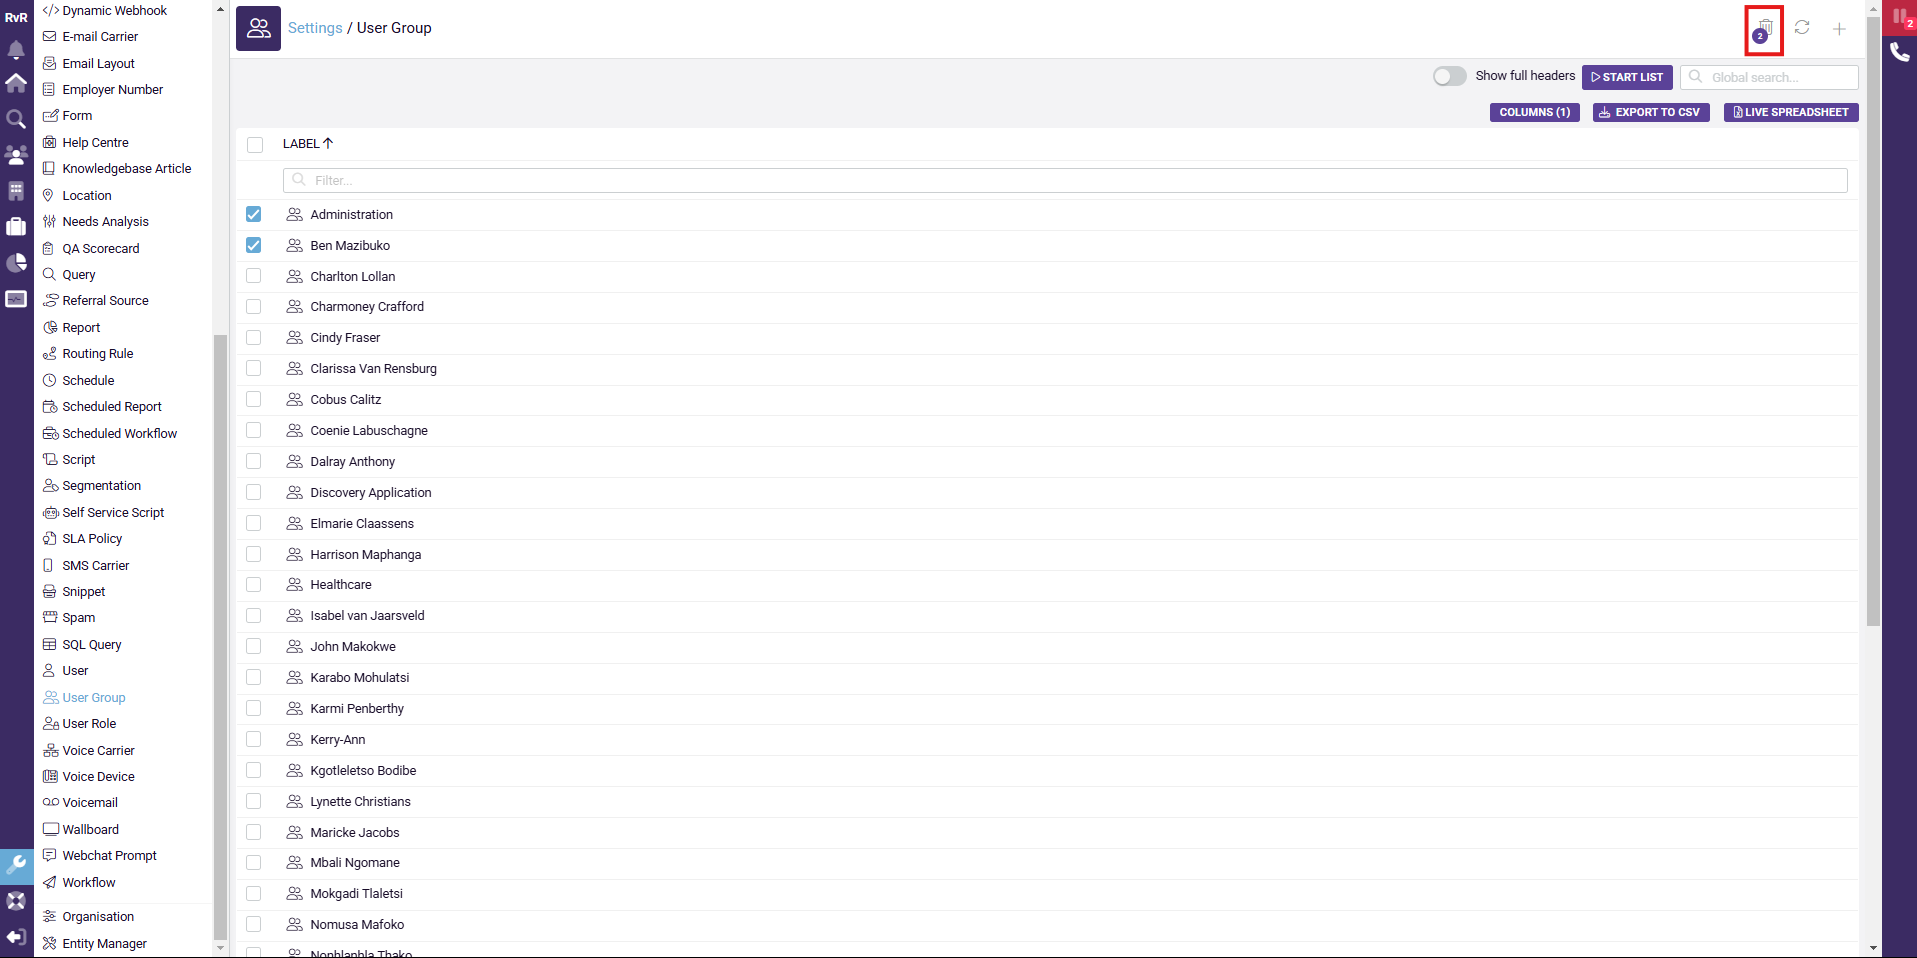 RvR
Dynamic Webhook
E-mail Carrier
Email Layout
Employer Number
Form
Help Centre
Knowledgebase Article
Location
Needs Analysis
QA Scorecard
Query
Referral Source
Report
Routing Rule
Schedule
Scheduled Report
Scheduled Workflow
Script
Segmentation
Self Service Script
SLA Policy
SMS Carrier
Snippet
Spam
SQL Query
User
User Group
User Role
Voice Carrier
Voice Device
Voicemail
Wallboard
Webchat Prompt
Workflow
Organisation
Entity Manager
Settings / User Group
2
2
Show full headers
START LIST
Global search...
COLUMNS (1)
EXPORT TO CSV
LIVE SPREADSHEET
LABEL
Filter...
Administration
Ben Mazibuko
Charlton Lollan
Charmoney Crafford
Cindy Fraser
Clarissa Van Rensburg
Cobus Calitz
Coenie Labuschagne
Dalray Anthony
Discovery Application
Elmarie Claassens
Harrison Maphanga
Healthcare
Isabel van Jaarsveld
John Makokwe
Karabo Mohulatsi
Karmi Penberthy
Kerry-Ann
Kgotleletso Bodibe
Lynette Christians
Maricke Jacobs
Mbali Ngomane
Mokgadi Tlaletsi
Nomusa Mafoko
Nonhlanhla Thako